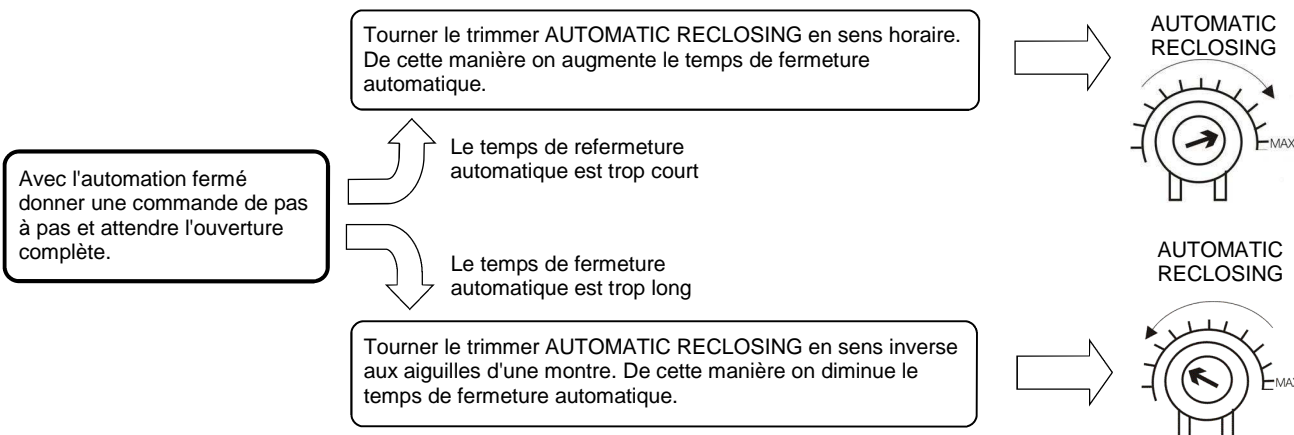 Tourner le trimmer AUTOMATIC RECLOSING en sens horaire.
De cette manière on augmente le temps de fermeture
automatique.
AUTOMATIC
RECLOSING
MAX
Le temps de refermeture
automatique est trop court
Avec l'automation fermé
donner une commande de pas
à pas et attendre l'ouverture
complète.
Le temps de fermeture
automatique est trop long
AUTOMATIC
RECLOSING
Tourner le trimmer AUTOMATIC RECLOSING en sens inverse
aux aiguilles d'une montre. De cette manière on diminue le
temps de fermeture automatique.
MAX